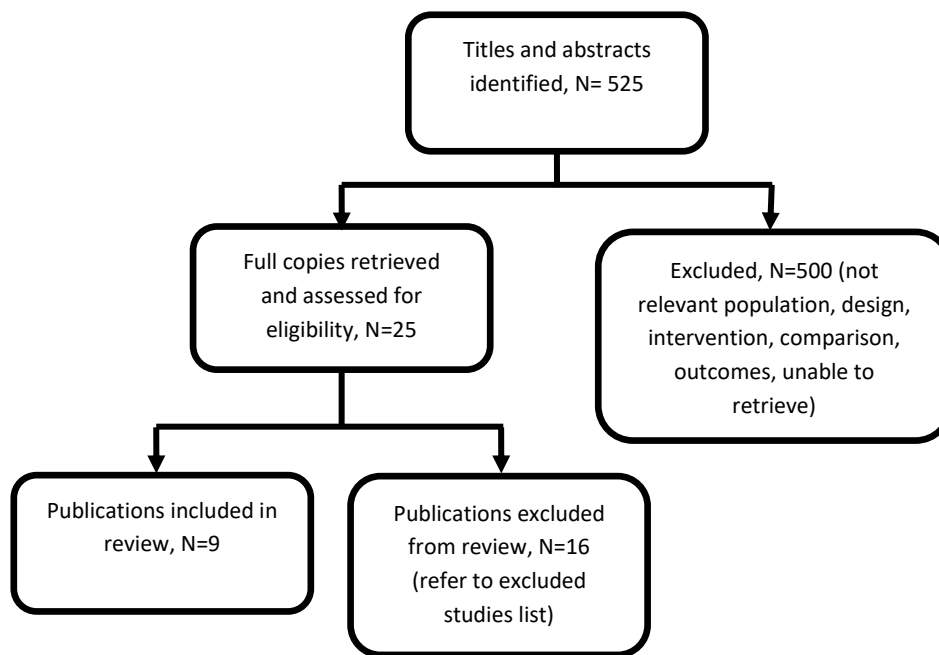 Titles and abstracts
identified, N= 525
Full copies retrieved
and assessed for
eligibility, N=25
Excluded, N=500 (not
relevant population, design,
intervention, comparison,
outcomes, unable to
retrieve)
Publications included in
review, N=9
Publications excluded
from review, N=16
(refer to excluded
studies list)